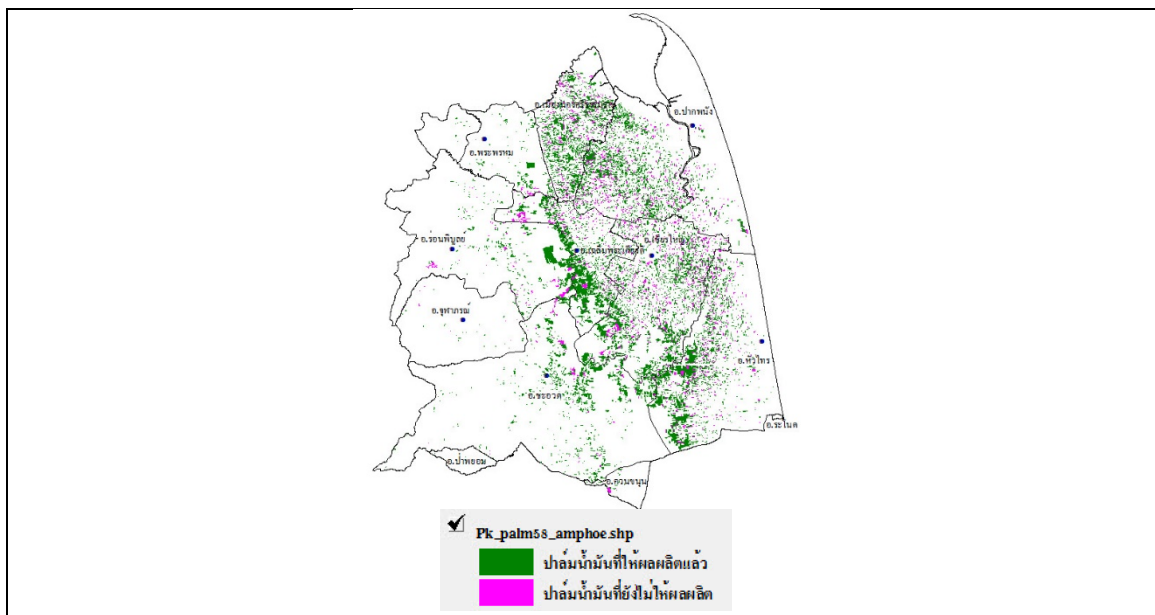 อ.ปากพนัง
อ.พระพรหม
อ.ร่อนพิบูลย์
อ.เชียรใหญ่
อ.เฉลิมพระเกียรติ
อ.จุฬาภรณ์
อ.หัวไทร
อ.ชะอวด
อ.ระโนด
อ.ป่าพยอม
อ.ควนขนุน
Pk_palm58_amphoe.shp
ปาล์มน้ำมันที่ให้ผลผลิตแล้ว
ปาล์มน้ำมันที่ยังไม่ให้ผลผลิต